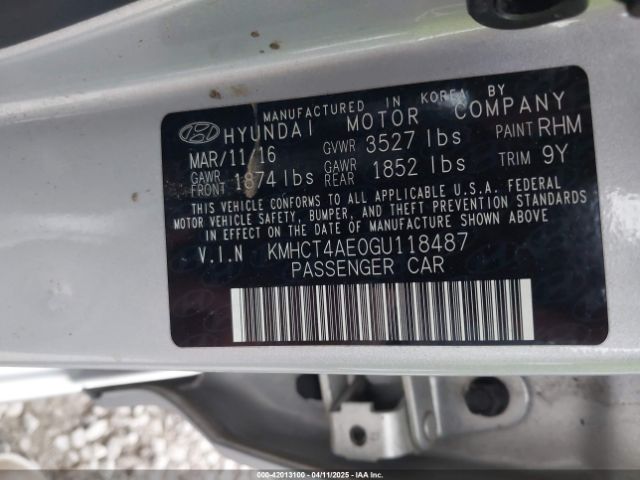 MANUFACTURED IN KOREA BY
HYUNDAI MOTOR COMPANY
MAR/11/16 GVWR 3527 lbs PAINT RHM
GAWR FRONT 1874 lbs GAWR REAR 1852 lbs TRIM 9Y
THIS VEHICLE CONFORMS TO ALL APPLICABLE U.S.A. FEDERAL
MOTOR VEHICLE SAFETY, BUMPER, AND THEFT PREVENTION STANDARDS
IN EFFECT ON THE DATE OF MANUFACTURE SHOWN ABOVE
V.I.N KMHCT4AE0GU118487
PASSENGER CAR
00-42013100 - 04/11/2025 - IAA Inc.